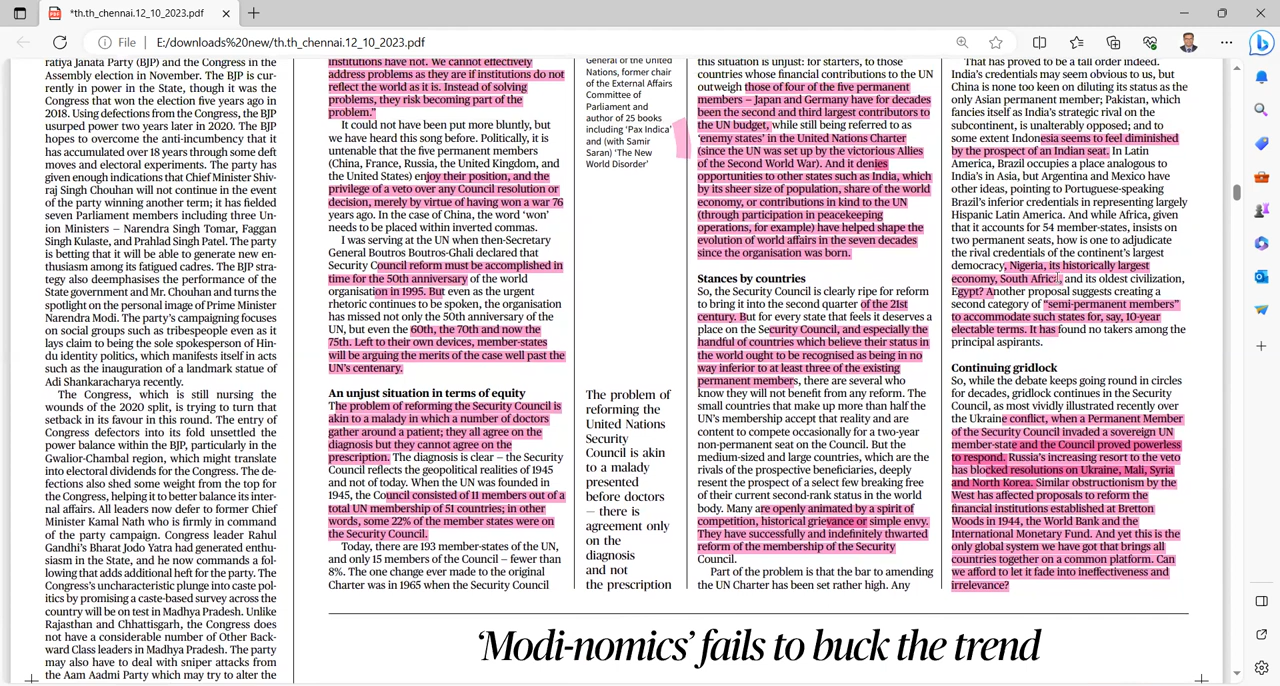 *th.th_chennai.12_10_2023.pdf
File
E:/downloads%20new/th.th_chennai.12_10_2023.pdf
ratiya Janata Party (BJP) and the Congress in the
Assembly election in November. The BJP is cur-
rently in power in the State, though it was the
Congress that won the election five years ago in
2018. Using defections from the Congress, the BJP
usurped power two years later in 2020. The BJP
is trying to overcome the anti-incumbency that it
has accumulated over 18 years through some deft
moves and electoral experiments. The party has
given enough indications that Chief Minister Shiv-
raj Singh Chouhan will not continue in the event
of the party winning another term; it has fielded
seven Parliament members including three Un-
ion Ministers – Narendra Singh Tomar, Faggan
Singh Kulaste, and Prahlad Singh Patel. The party
is betting that it will be able to generate new en-
thusiasm among its fatigued cadres. The BJP stra-
tegy also deemphasises the performance of the
State government and Mr. Chouhan and turns the
spotlight on the personal image of Prime Minister
Narendra Modi. The party's campaigning focuses
on social groups such as tribespeople even as it
lays claim to being the sole spokesperson of Hin-
du identity politics, which manifests itself in acts
such as the inauguration of a landmark statue of
Adi Shankaracharya recently.
The Congress, which is still nursing the
wounds of the 2020 split, is trying to turn that
setback in its favour in this round. The entry of
Congress defectors into its fold unsettled the
power balance within the BJP, particularly in the
Gwalior-Chambal region, which might translate
into electoral dividends for the Congress. The de-
fections also shed some weight from the top for
the Congress, helping it to better balance its inter-
nal affairs. All leaders now defer to former Chief
Minister Kamal Nath who is firmly in command
of the party campaign. Congress leader Rahul
Gandhi's Bharat Jodo Yatra had generated enthu-
siasm in the State, and he now commands a fol-
lowing that adds additional heft for the party. The
Congress's uncharacteristic plunge into caste pol-
itics by promising a caste-based survey across the
country will be on test in Madhya Pradesh. Unlike
Rajasthan and Chhattisgarh, the Congress does
not have a considerable number of Other Back-
ward Class leaders in Madhya Pradesh. The party
may also have to deal with sniper attacks from
the Aam Aadmi Party which may try to alter the
institutions have not. We cannot effectively
address problems as they are if institutions do not
reflect the world as it is. Instead of solving
problems, they risk becoming part of the
problem."
It could not have been put more bluntly, but
we have heard this song before. Politically, it is
untenable that the five permanent members
(China, France, Russia, the United Kingdom, and
the United States) enjoy their position, and the
privilege of a veto over any Council resolution or
decision, merely by virtue of having won a war 76
years ago. In the case of China, the word 'won'
needs to be placed within inverted commas.
I was serving at the UN when then-Secretary
General Boutros Boutros-Ghali declared that
Security Council reform must be accomplished in
time for the 50th anniversary of the world
organisation in 1995. But even as the urgent
rhetoric continues to be spoken, the organisation
has missed not only the 50th anniversary of the
UN, but even the 60th, the 70th and now the
75th. Left to their own devices, member-states
will be arguing the merits of the case well past the
UN's centenary.
An unjust situation in terms of equity
The problem of reforming the Security Council is
akin to a malady in which a number of doctors
gather around a patient; they all agree on the
diagnosis but they cannot agree on the
prescription. The diagnosis is clear – the Security
Council reflects the geopolitical realities of 1945
and not of today. When the UN was founded in
1945, the Council consisted of 11 members out of a
total UN membership of 51 countries; in other
words, some 22% of the member states were on
the Security Council.
Today, there are 193 member-states of the UN,
and only 15 members of the Council – fewer than
8%. The one change ever made to the original
Charter was in 1965 when the Security Council
General of the United
Nations, former chair
of the External Affairs
Committee of
Parliament and
author of 25 books
including 'Pax Indica'
and (with Samir
Saran) 'The New
World Disorder'
The problem of
reforming the
United Nations
Security
Council is akin
to a malady
presented
before doctors
— there is
agreement only
on the
diagnosis
and not
the prescription
this situation is unjust: for starters, to those
countries whose financial contributions to the UN
outweigh those of four of the five permanent
members – Japan and Germany have for decades
been the second and third largest contributors to
the UN budget, while still being referred to as
'enemy states' in the United Nations Charter
(since the UN was set up by the victorious Allies
of the Second World War). And it denies
opportunities to other states such as India, which
by its sheer size of population, share of the world
economy, or contributions in kind to the UN
(through participation in peacekeeping
operations, for example) have helped shape the
evolution of world affairs in the seven decades
since the organisation was born.
Stances by countries
So, the Security Council is clearly ripe for reform
to bring it into the second quarter of the 21st
century. But for every state that feels it deserves a
place on the Security Council, and especially the
handful of countries which believe their status in
the world ought to be recognised as being in no
way inferior to at least three of the existing
permanent members, there are several who
know they will not benefit from any reform. The
small countries that make up more than half the
UN's membership accept that reality and are
content to compete occasionally for a two-year
non-permanent seat on the Council. But the
medium-sized and large countries, which are the
rivals of the prospective beneficiaries, deeply
resent the prospect of a select few breaking free
of their current second-rank status in the world
body. Many are openly animated by a spirit of
competition, historical grievance or simple envy.
They have successfully and indefinitely thwarted
reform of the membership of the Security
Council.
Part of the problem is that the bar to amending
the UN Charter has been set rather high. Any
That has proved to be a tall order indeed.
India's credentials may seem obvious to us, but
China is none too keen on diluting its status as the
only Asian permanent member; Pakistan, which
fancies itself as India's strategic rival on the
subcontinent, is unalterably opposed; and to
some extent Indonesia seems to feel diminished
by the prospect of an Indian seat. In Latin
America, Brazil occupies a place analogous to
India's in Asia, but Argentina and Mexico have
other ideas, pointing to Portuguese-speaking
Brazil's inferior credentials in representing largely
Hispanic Latin America. And while Africa, given
that it accounts for 54 member-states, insists on
two permanent seats, how is one to adjudicate
the rival credentials of the continent's largest
democracy, Nigeria, its historically largest
economy, South Africa, and its oldest civilization,
Egypt? Another proposal suggests creating a
second category of "semi-permanent members"
to accommodate such states for, say, 10-year
electable terms. It has found no takers among the
principal aspirants.
Continuing gridlock
So, while the debate keeps going round in circles
for decades, gridlock continues in the Security
Council, as most vividly illustrated recently over
the Ukraine conflict, when a Permanent Member
of the Security Council invaded a sovereign UN
member-state and the Council proved powerless
to respond. Russia's increasing resort to the veto
has blocked resolutions on Ukraine, Mali, Syria
and North Korea. Similar obstructionism by the
West has affected proposals to reform the
financial institutions established at Bretton
Woods in 1944, the World Bank and the
International Monetary Fund. And yet this is the
only global system we have got that brings all
countries together on a common platform. Can
we afford to let it fade into ineffectiveness and
irrelevance?
'Modi-nomics' fails to buck the trend